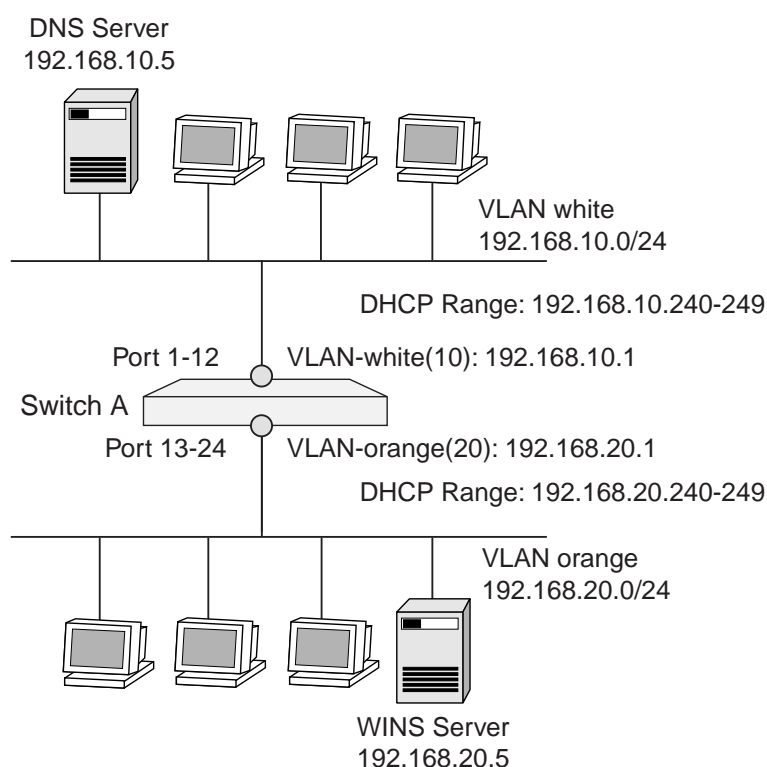 DNS Server
192.168.10.5
VLAN white
192.168.10.0/24
DHCP Range: 192.168.10.240-249
Port 1-12
VLAN-white(10): 192.168.10.1
Switch A
Port 13-24
VLAN-orange(20): 192.168.20.1
DHCP Range: 192.168.20.240-249
VLAN orange
192.168.20.0/24
WINS Server
192.168.20.5